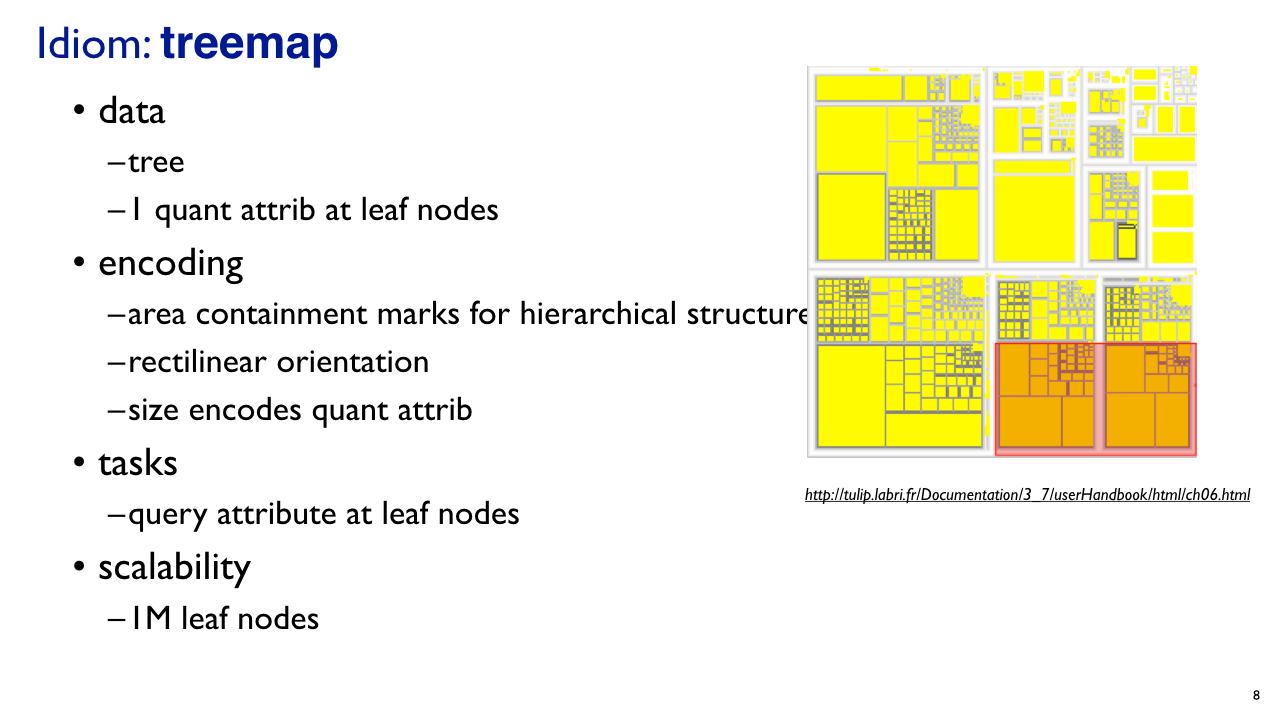 Idiom: treemap
• data
–tree
–1 quant attrib at leaf nodes
• encoding
–area containment marks for hierarchical structure
–rectilinear orientation
–size encodes quant attrib
• tasks
–query attribute at leaf nodes
• scalability
–1M leaf nodes
http://tulip.labri.fr/Documentation/3_7/userHandbook/html/ch06.html
8